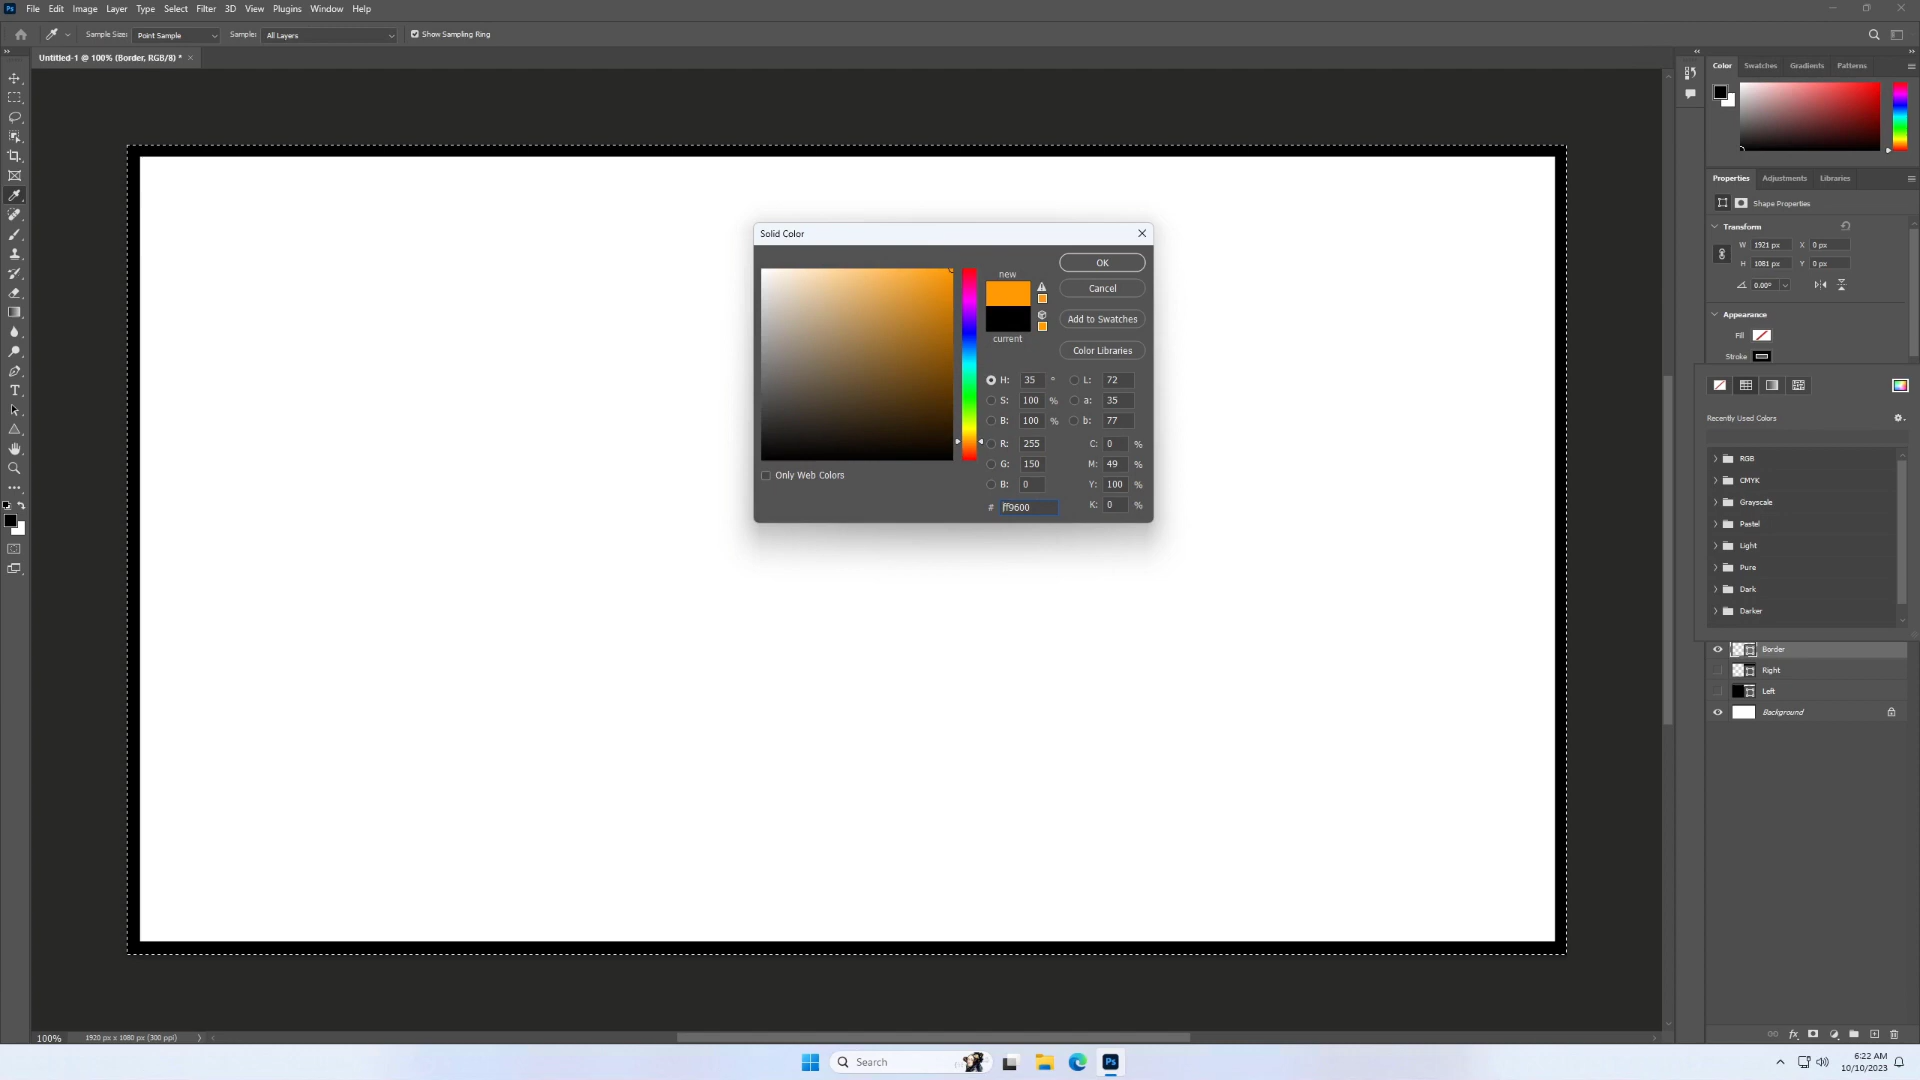 Ps File Edit Image Layer Type Select Filter 3D View Plugins Window Help
Sample Size: Point Sample Sample: All Layers Show Sampling Ring
Untitled-1 @ 100% (Border, RGB/8) *
Color Swatches Gradients Patterns
Properties Adjustments Libraries
Shape Properties
Transform
W 1921 px X 0 px
H 1081 px Y 0 px
0.00°
Appearance
Fill
Stroke
Recently Used Colors
RGB
CMYK
Grayscale
Pastel
Light
Pure
Dark
Darker
Border
Right
Left
Background
fx
Solid Color
new
current
OK
Cancel
Add to Swatches
Color Libraries
H: 35 ° L: 72
S: 100 % a: 35
B: 100 % b: 77
R: 255 C: 0 %
G: 150 M: 49 %
B: 0 Y: 100 %
# ff9600 K: 0 %
Only Web Colors
100% 1920 px x 1080 px (300 ppi)
Search
Ps
6:22 AM
10/10/2023